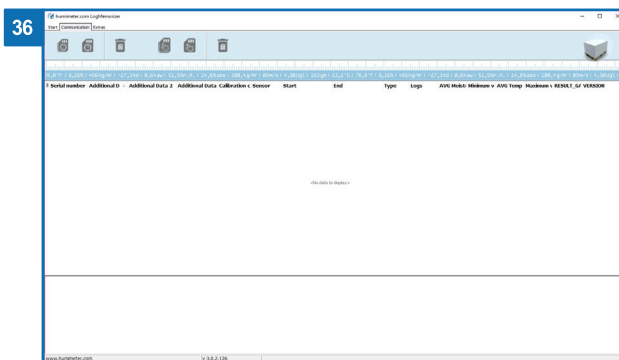 36
humimeter.com LogMemorizer
Start Communication Extras
Serial number Additional D Additional Data 2 Additional Data Calibration c Sensor Start End Type Logs AVG Moist Minimum v AVG Temp Maximum v RESULT_GA VERSION
<No data to display>
www.humimeter.com v 3.0.2.126